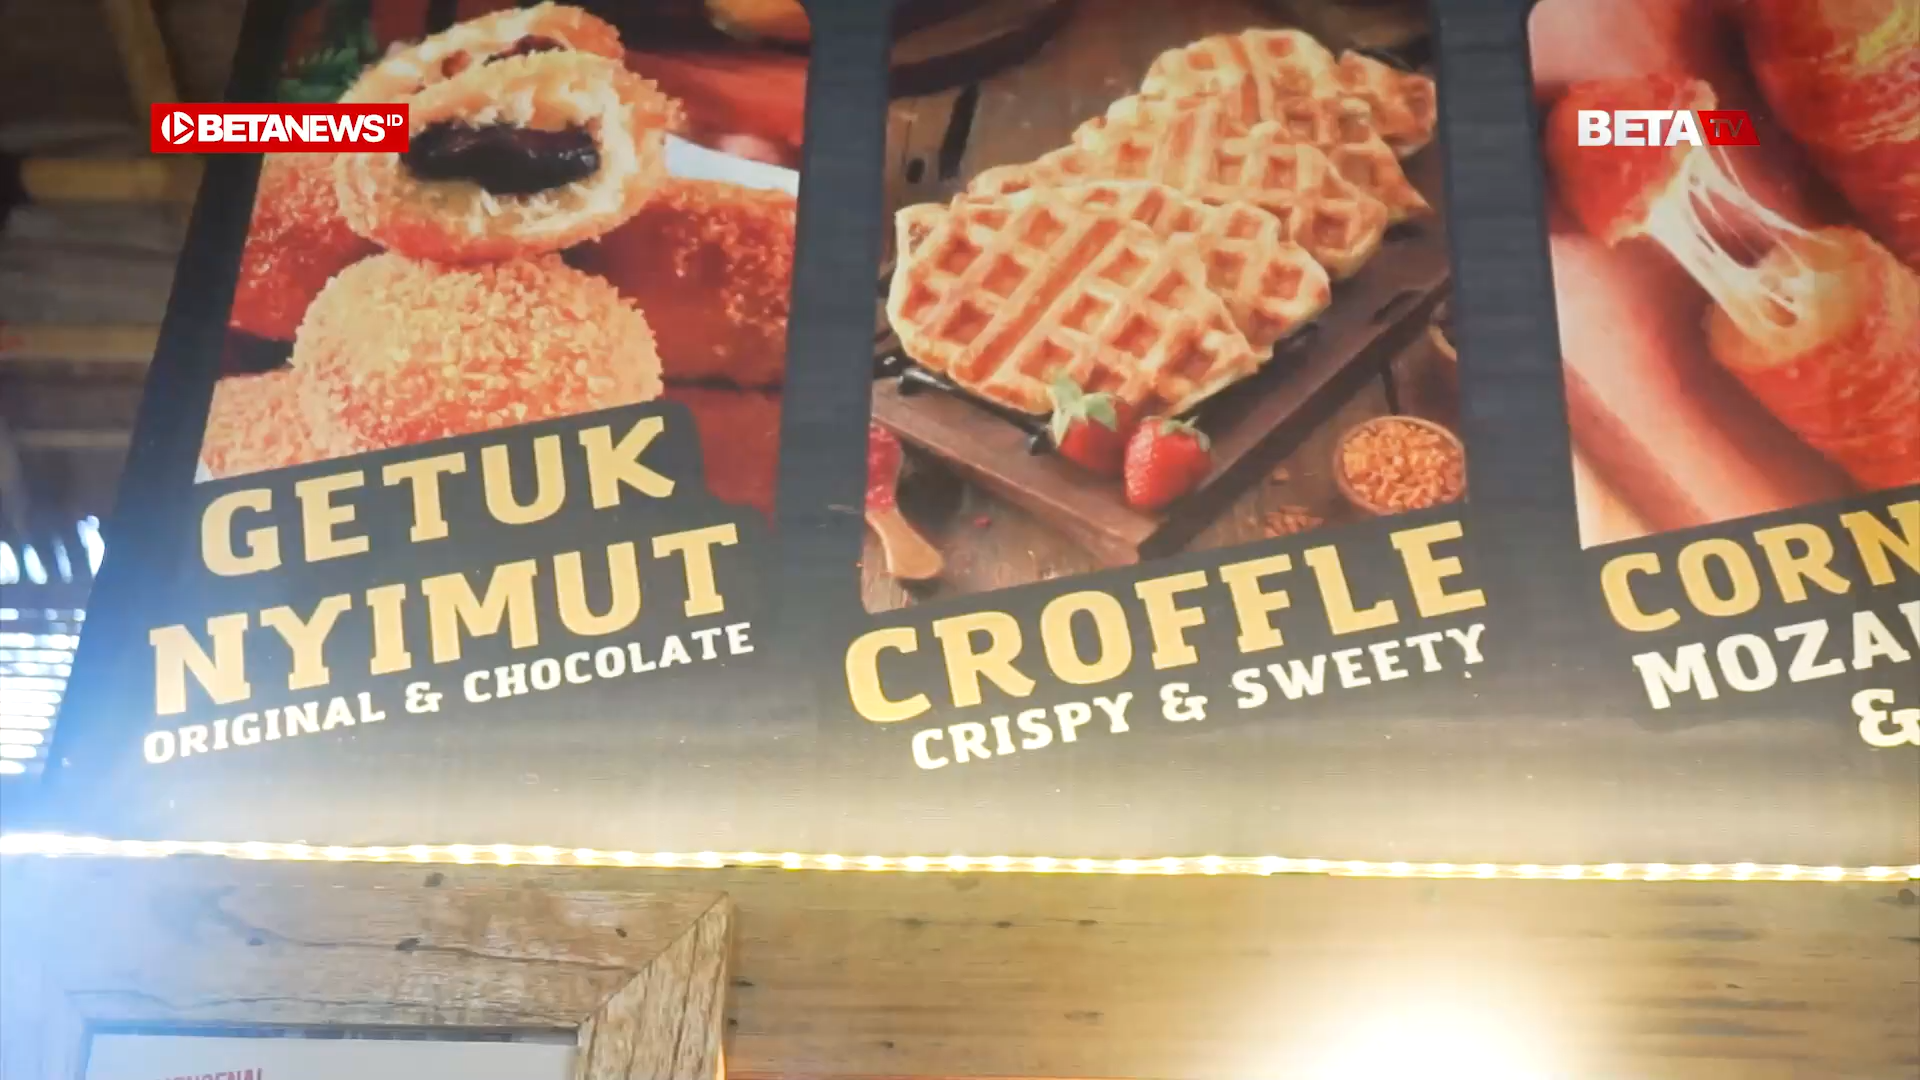 BETANEWS ID
BETA TV
GETUK
NYIMUT
ORIGINAL & CHOCOLATE
CROFFLE
CRISPY & SWEETY
CORN
&